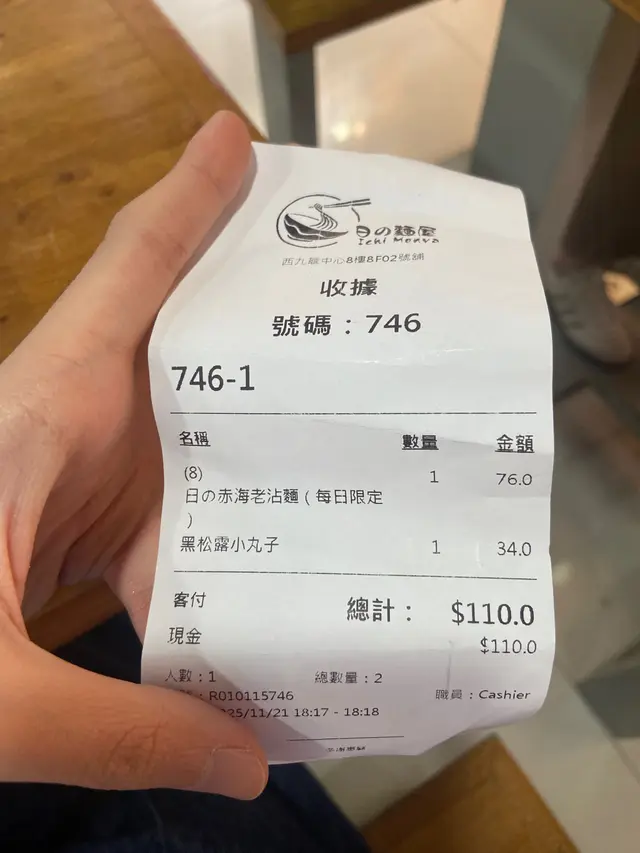 日の麵屋
Ichi Menya
西九龍中心8樓8F02號舖
收據
號碼：746
746-1
名稱 數量 金額
(8) 1 76.0
日の赤海老沾麵（每日限定
）
黑松露小丸子 1 34.0
客付 總計： $110.0
現金 $110.0
人數：1 總數量：2
：R010115746 職員：Cashier
025/11/21 18:17 - 18:18